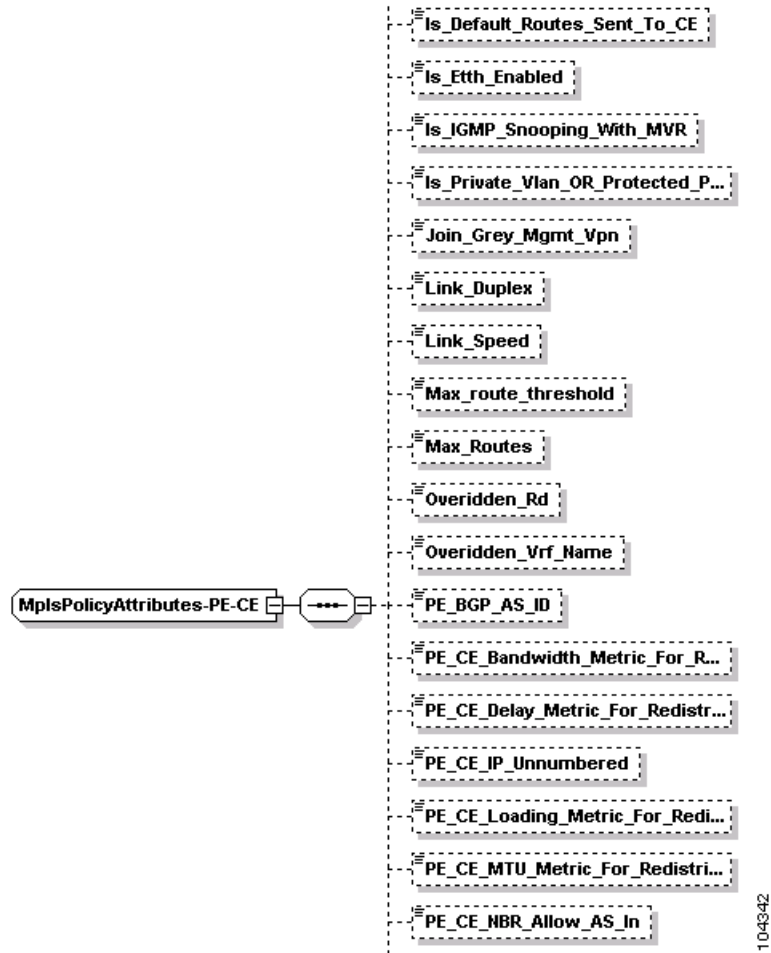 Is_Default_Routes_Sent_To_CE
Is_Etth_Enabled
Is_IGMP_Snooping_With_MVR
Is_Private_Vlan_OR_Protected_P...
Join_Grey_Mgmt_Vpn
Link_Duplex
Link_Speed
Max_route_threshold
Max_Routes
Overidden_Rd
Overidden_Vrf_Name
MplsPolicyAttributes-PE-CE
PE_BGP_AS_ID
PE_CE_Bandwidth_Metric_For_R...
PE_CE_Delay_Metric_For_Redistr...
PE_CE_IP_Unnumbered
PE_CE_Loading_Metric_For_Redi...
PE_CE_MTU_Metric_For_Redistri...
PE_CE_NBR_Allow_AS_In
104342